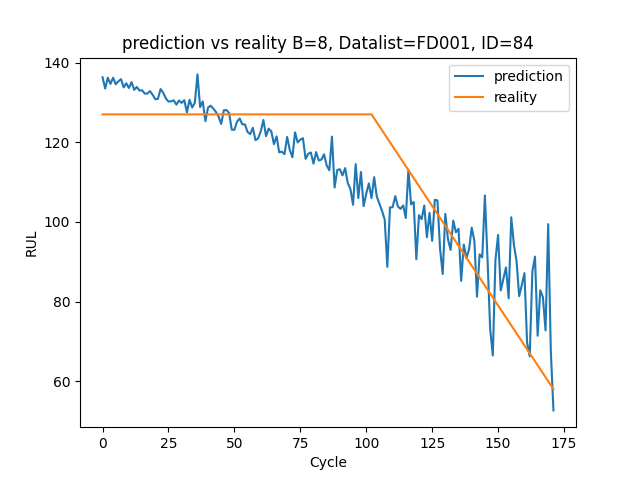 prediction vs reality B=8, Datalist=FD001, ID=84
prediction
reality
140
120
100
80
60
RUL
0
25
50
75
100
125
150
175
Cycle